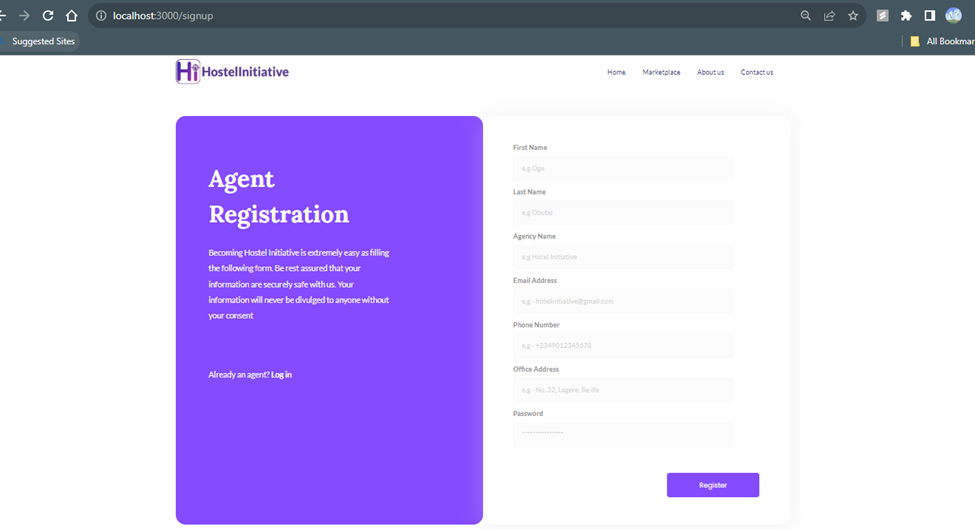 localhost:3000/signup
Suggested Sites
All Bookmar
Hi HostelInitiative
Home Marketplace About us Contact us
Agent
Registration
Becoming Hostel Initiative is extremely easy as filling
the following form. Be rest assured that your
information are securely safe with us. Your
information will never be divulged to anyone without
your consent
Already an agent? Log in
First Name
e.g Oga
Last Name
e.g Obubu
Agency Name
e.g Hotel Initiative
Email Address
e.g - hotelinitiative@gmail.com
Phone Number
e.g - +2349012345678
Office Address
e.g - No, 52, Lagere, Ile-ife
Password
Register